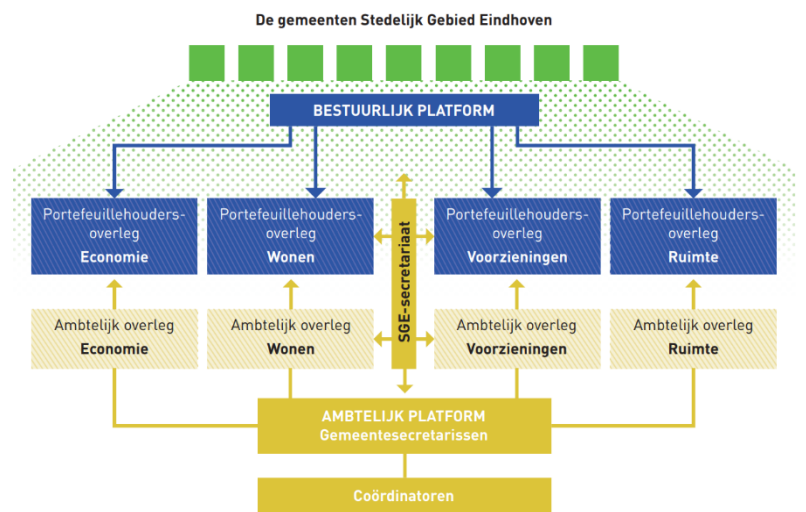 De gemeenten Stedelijk Gebied Eindhoven
BESTUURLIJK PLATFORM
Portefeuillehouders-
overleg
Economie
Portefeuillehouders-
overleg
Wonen
SGE-secretariaat
Portefeuillehouders-
overleg
Voorzieningen
Portefeuillehouders-
overleg
Ruimte
Ambtelijk overleg
Economie
Ambtelijk overleg
Wonen
Ambtelijk overleg
Voorzieningen
Ambtelijk overleg
Ruimte
AMBTELIJK PLATFORM
Gemeentesecretarissen
Coördinatoren